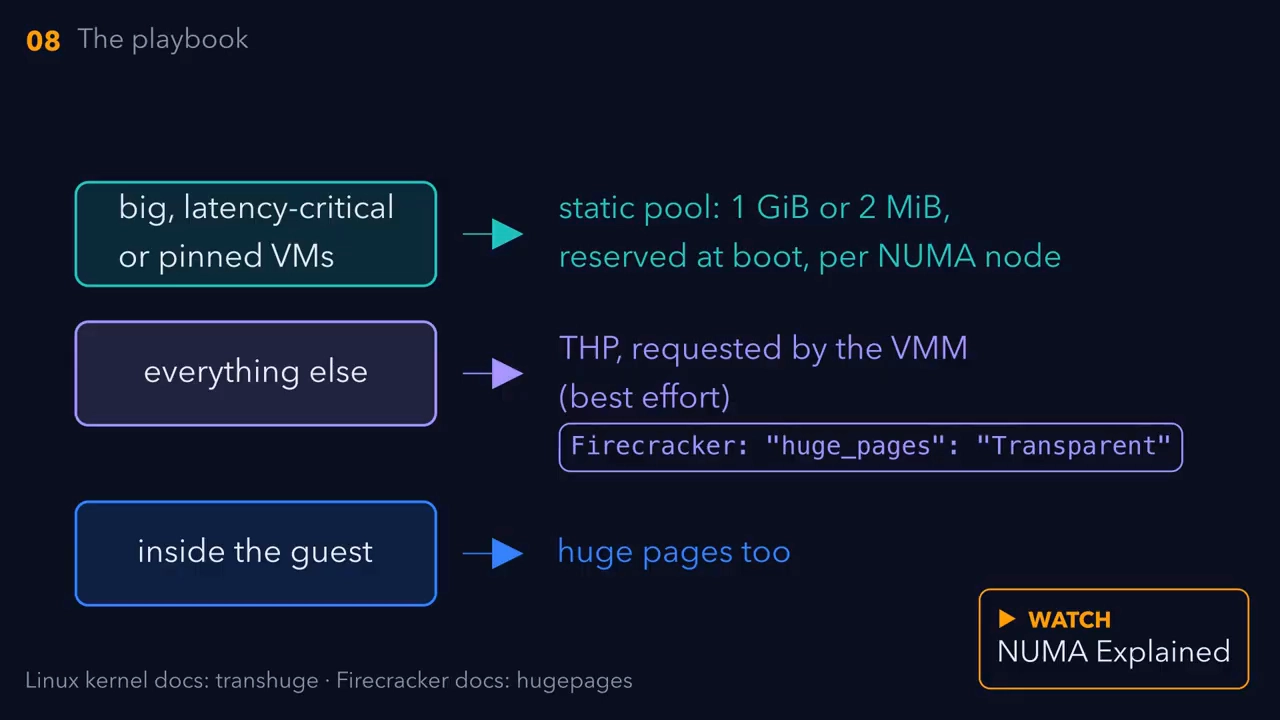 08 The playbook
big, latency-critical
or pinned VMs
static pool: 1 GiB or 2 MiB,
reserved at boot, per NUMA node
everything else
THP, requested by the VMM
(best effort)
Firecracker: "huge_pages": "Transparent"
inside the guest
huge pages too
▶ WATCH
NUMA Explained
Linux kernel docs: transhuge · Firecracker docs: hugepages